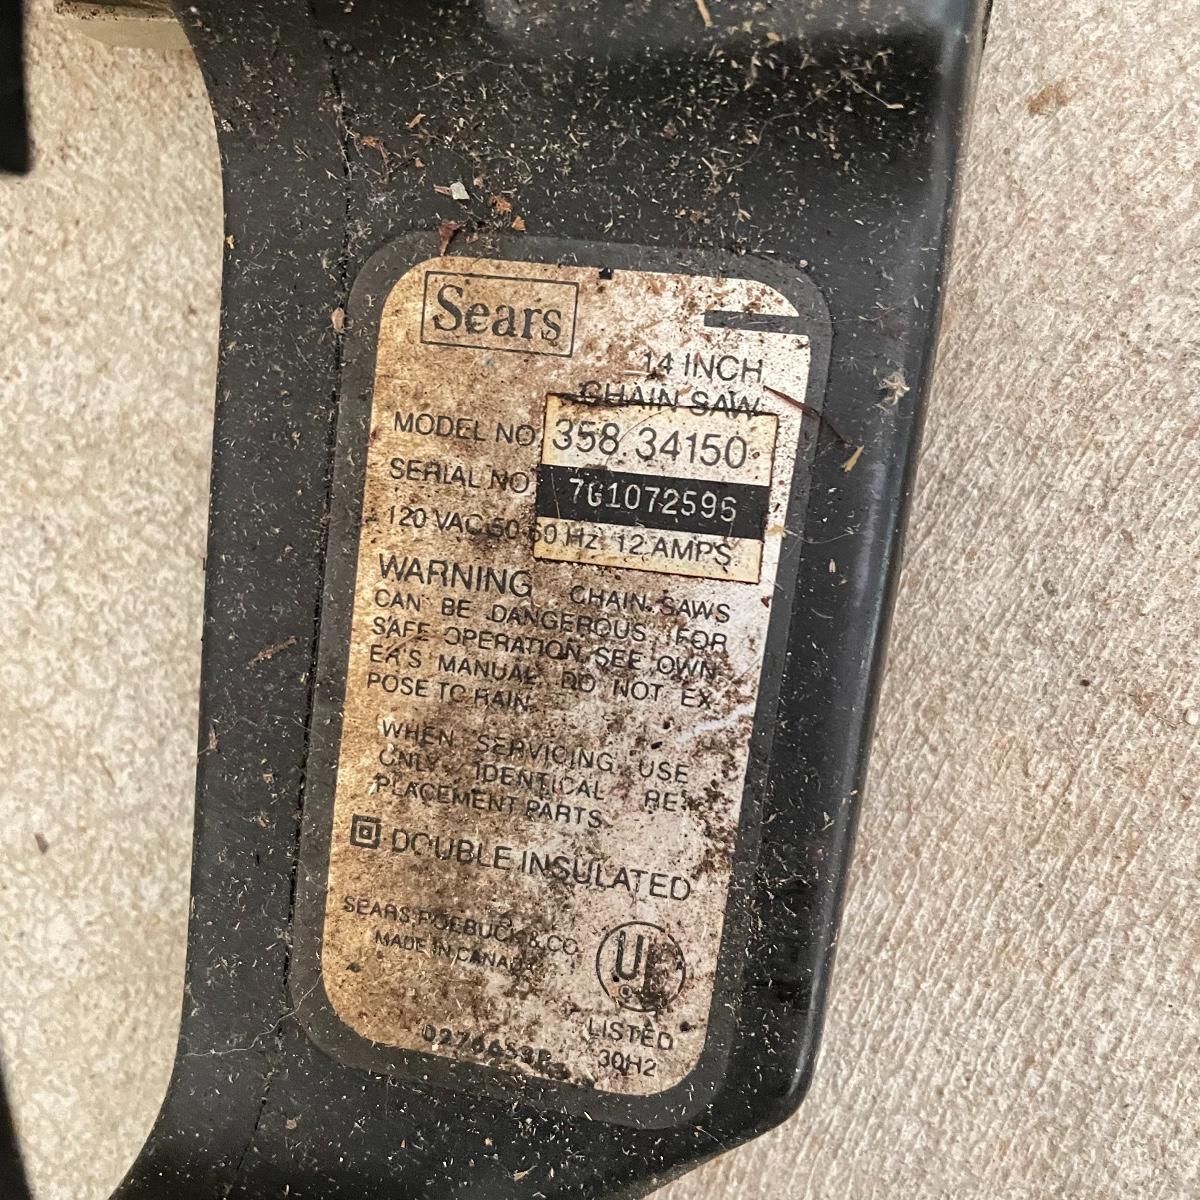 Sears
14 INCH
CHAIN SAW
MODEL NO 358.34150
SERIAL NO 7G1072596
120 VAC 50 60 Hz 12 AMPS
WARNING CHAIN SAWS
CAN BE DANGEROUS FOR
SAFE OPERATION SEE OWN
ER'S MANUAL DO NOT EX
POSE TO RAIN
WHEN SERVICING USE
ONLY IDENTICAL RE-
PLACEMENT PARTS
DOUBLE INSULATED
SEARS ROEBUCK & CO
MADE IN CANADA
UL
LISTED
30H2